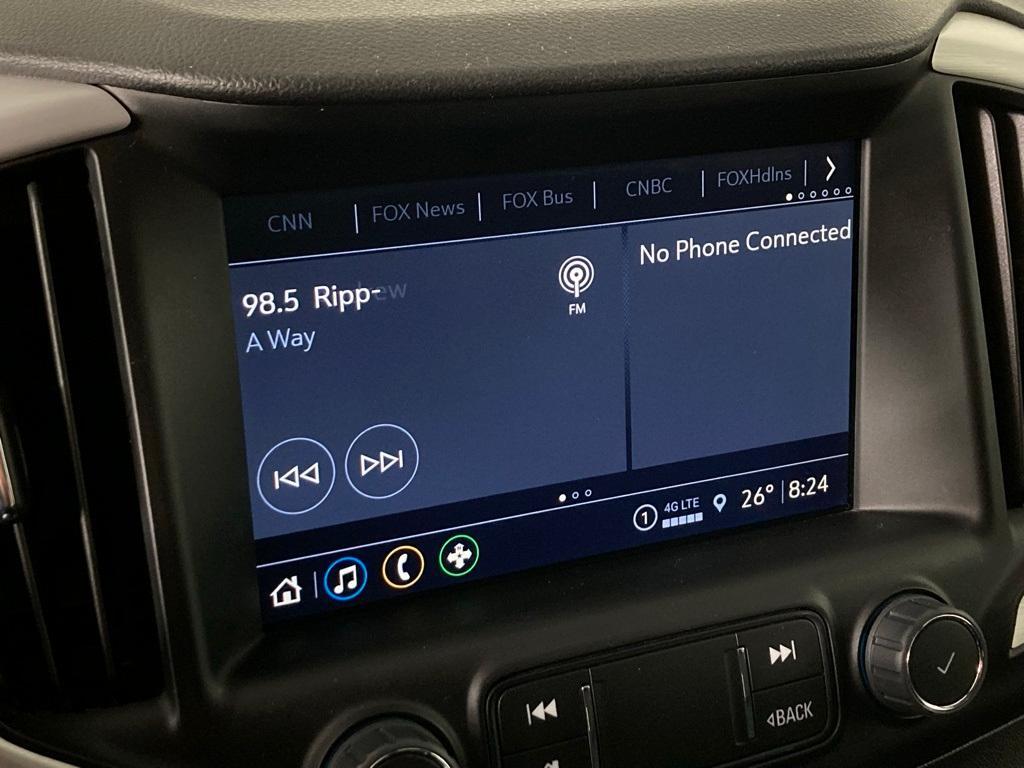 CNN FOX News FOX Bus CNBC FOXHdlns
98.5 Ripp-ew
A Way
FM
No Phone Connected
1 4G LTE 26° 8:24
BACK